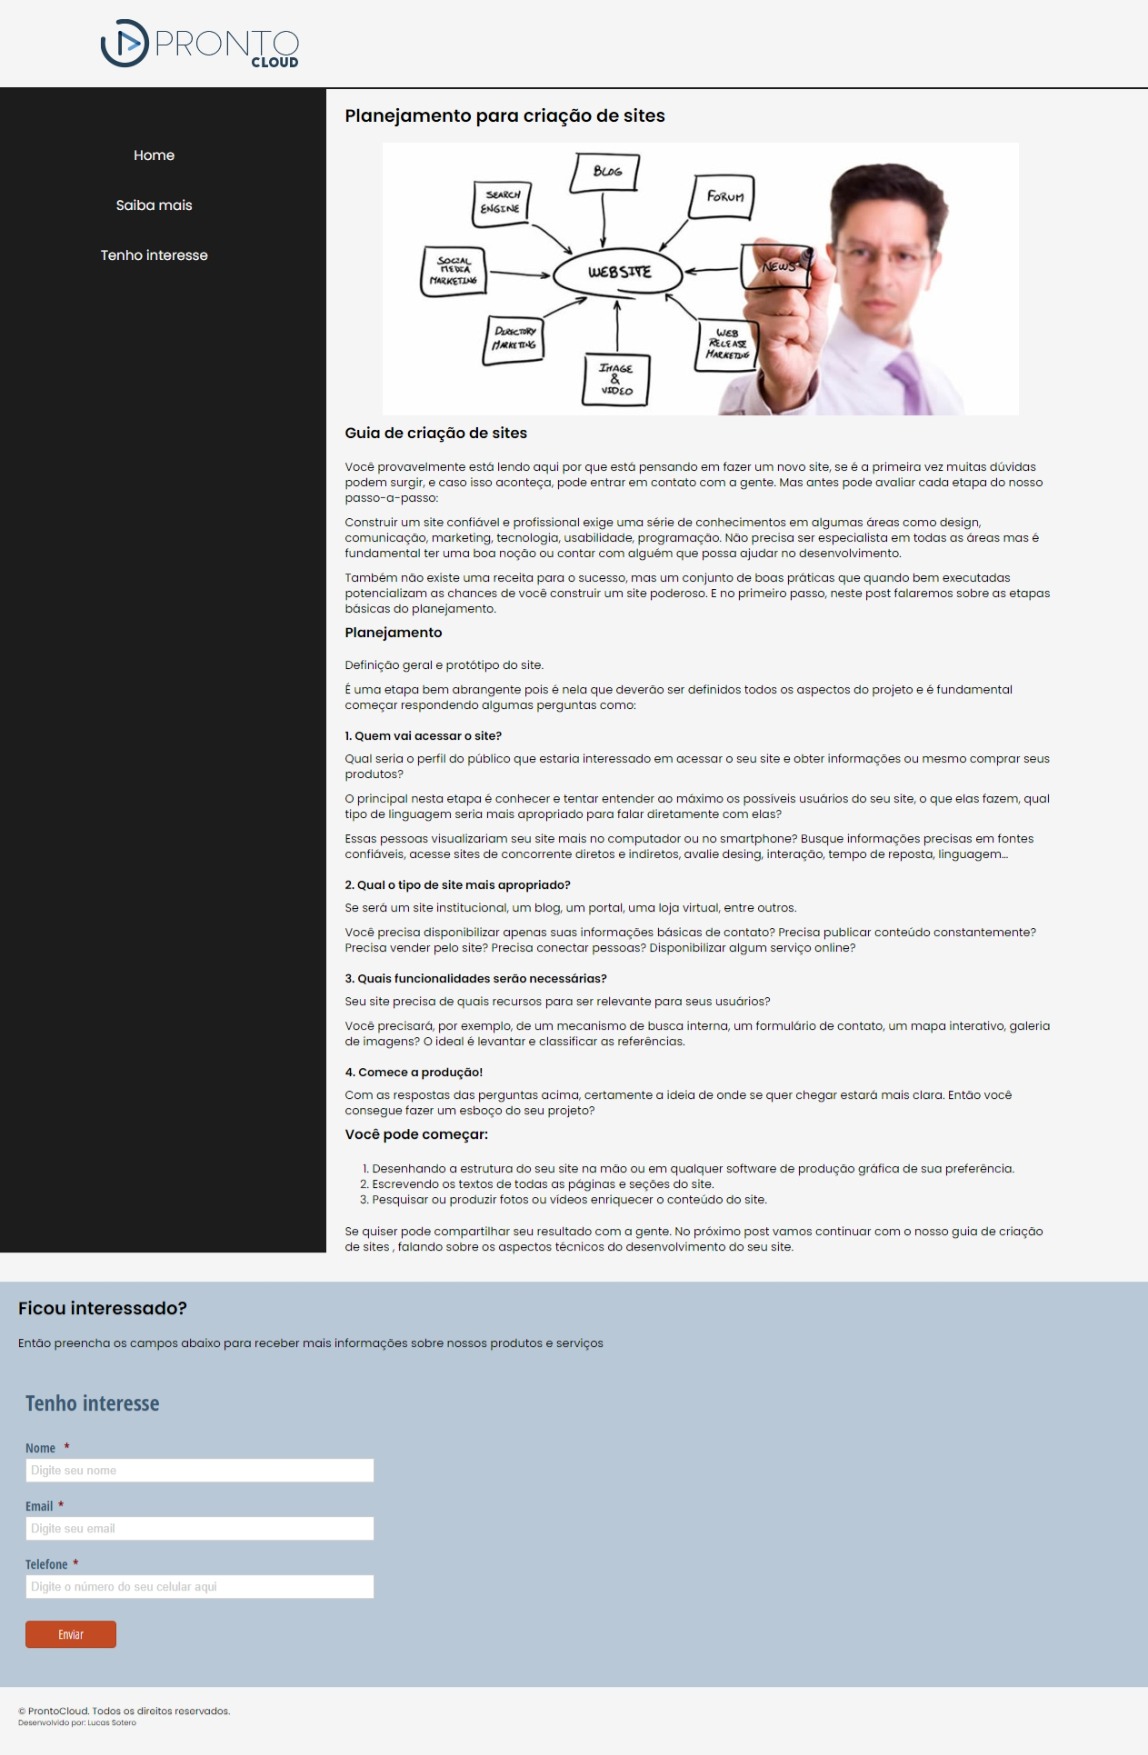 PRONTO
CLOUD
Home
Saiba mais
Tenho interesse
Planejamento para criação de sites
BLOG
SEARCH
ENGINE
FORUM
SOCIAL
MEDIA
MARKETING
WEBSITE
NEWS
DIRECTORY
MARKETING
WEB
RELEASE
MARKETING
IMAGE
&
VIDEO
Guia de criação de sites
Você provavelmente está lendo aqui por que está pensando em fazer um novo site, se é a primeira vez muitas dúvidas
podem surgir, e caso isso aconteça, pode entrar em contato com a gente. Mas antes pode avaliar cada etapa do nosso
passo-a-passo:
Construir um site confiável e profissional exige uma série de conhecimentos em algumas áreas como design,
comunicação, marketing, tecnologia, usabilidade, programação. Não precisa ser especialista em todas as áreas mas é
fundamental ter uma boa noção ou contar com alguém que possa ajudar no desenvolvimento.
Também não existe uma receita para o sucesso, mas um conjunto de boas práticas que quando bem executadas
potencializam as chances de você construir um site poderoso. E no primeiro passo, neste post falaremos sobre as etapas
básicas do planejamento.
Planejamento
Definição geral e protótipo do site.
É uma etapa bem abrangente pois é nela que deverão ser definidos todos os aspectos do projeto e é fundamental
começar respondendo algumas perguntas como:
1. Quem vai acessar o site?
Qual seria o perfil do público que estaria interessado em acessar o seu site e obter informações ou mesmo comprar seus
produtos?
O principal nesta etapa é conhecer e tentar entender ao máximo os possíveis usuários do seu site, o que elas fazem, qual
tipo de linguagem seria mais apropriado para falar diretamente com elas?
Essas pessoas visualizariam seu site mais no computador ou no smartphone? Busque informações precisas em fontes
confiáveis, acesse sites de concorrente diretos e indiretos, avalie desing, interação, tempo de reposta, linguagem...
2. Qual o tipo de site mais apropriado?
Se será um site institucional, um blog, um portal, uma loja virtual, entre outros.
Você precisa disponibilizar apenas suas informações básicas de contato? Precisa publicar conteúdo constantemente?
Precisa vender pelo site? Precisa conectar pessoas? Disponibilizar algum serviço online?
3. Quais funcionalidades serão necessárias?
Seu site precisa de quais recursos para ser relevante para seus usuários?
Você precisará, por exemplo, de um mecanismo de busca interna, um formulário de contato, um mapa interativo, galeria
de imagens? O ideal é levantar e classificar as referências.
4. Comece a produção!
Com as respostas das perguntas acima, certamente a ideia de onde se quer chegar estará mais clara. Então você
consegue fazer um esboço do seu projeto?
Você pode começar:
1. Desenhando a estrutura do seu site na mão ou em qualquer software de produção gráfica de sua preferência.
2. Escrevendo os textos de todas as páginas e seções do site.
3. Pesquisar ou produzir fotos ou vídeos enriquecer o conteúdo do site.
Se quiser pode compartilhar seu resultado com a gente. No próximo post vamos continuar com o nosso guia de criação
de sites , falando sobre os aspectos técnicos do desenvolvimento do seu site.
Ficou interessado?
Então preencha os campos abaixo para receber mais informações sobre nossos produtos e serviços
Tenho interesse
Nome *
Digite seu nome
Email *
Digite seu email
Telefone *
Digite o número do seu celular aqui
Enviar
© ProntoCloud. Todos os direitos reservados.
Desenvolvido por: Lucas Sotero